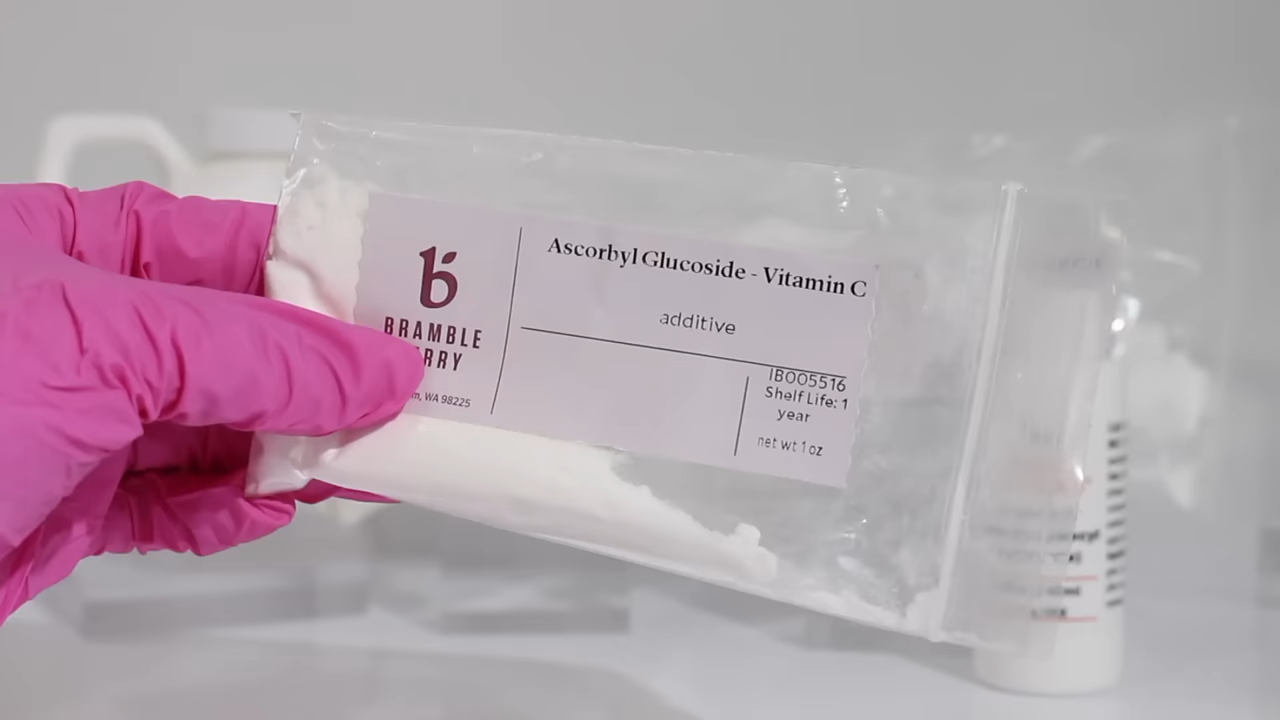 b
BRAMBLE
RRY
m, WA 98225
Ascorbyl Glucoside - Vitamin C
additive
IB005516
Shelf Life: 1
year
net wt 1 oz